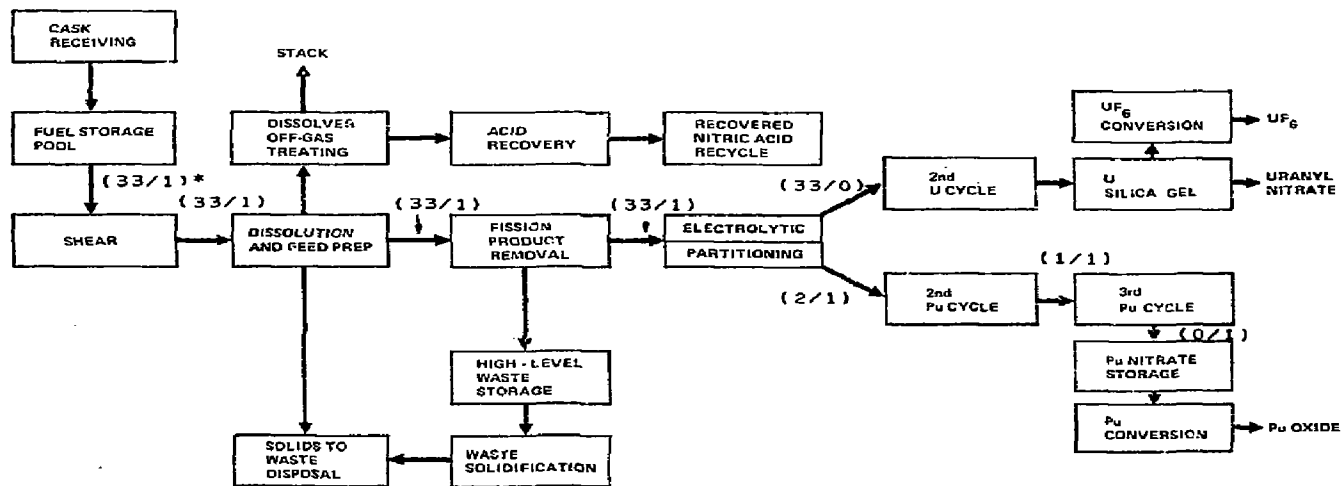 CASK
RECEIVING
FUEL STORAGE
POOL
(33/1)*
SHEAR
(33/1)
STACK
DISSOLVER
OFF-GAS
TREATING
ACID
RECOVERY
RECOVERED
NITRIC ACID
RECYCLE
DISSOLUTION
AND FEED PREP
(33/1)
FISSION
PRODUCT
REMOVAL
(33/1)
ELECTROLYTIC
PARTITIONING
(33/0)
2nd
U CYCLE
U
SILICA GEL
UF6
CONVERSION
UF6
URANYL
NITRATE
(2/1)
2nd
Pu CYCLE
(1/1)
3rd
Pu CYCLE
(0/1)
Pu NITRATE
STORAGE
Pu
CONVERSION
Pu OXIDE
HIGH - LEVEL
WASTE
STORAGE
SOLIDS TO
WASTE
DISPOSAL
WASTE
SOLIDIFICATION